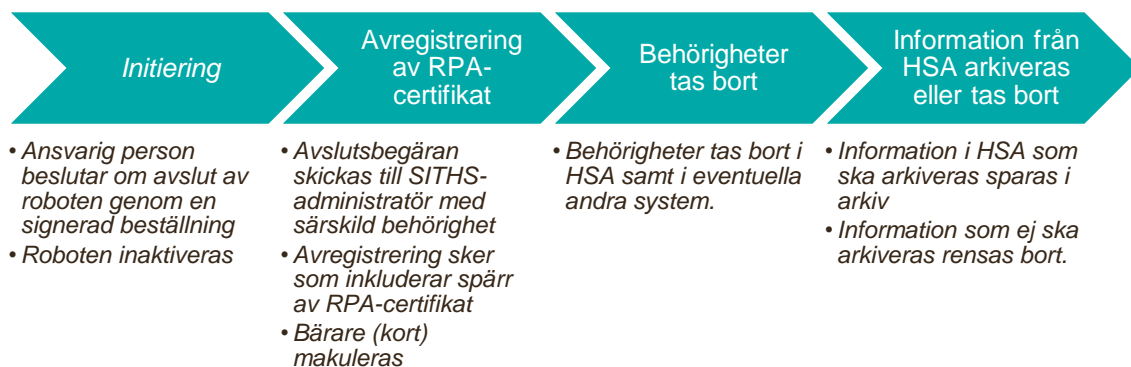 Initiering
• Ansvarig person
beslutar om avslut av
roboten genom en
signerad beställning
• Roboten inaktiveras
Avregistrering
av RPA-
certifikat
• Avslutsbegäran
skickas till SITHS-
administratör med
särskild behörighet
• Avregistrering sker
som inkluderar spärr
av RPA-certifikat
• Bärare (kort)
makuleras
Behörigheter
tas bort
• Behörigheter tas bort i
HSA samt i eventuella
andra system.
Information från
HSA arkiveras
eller tas bort
• Information i HSA som
ska arkiveras sparas i
arkiv
• Information som ej ska
arkiveras rensas bort.